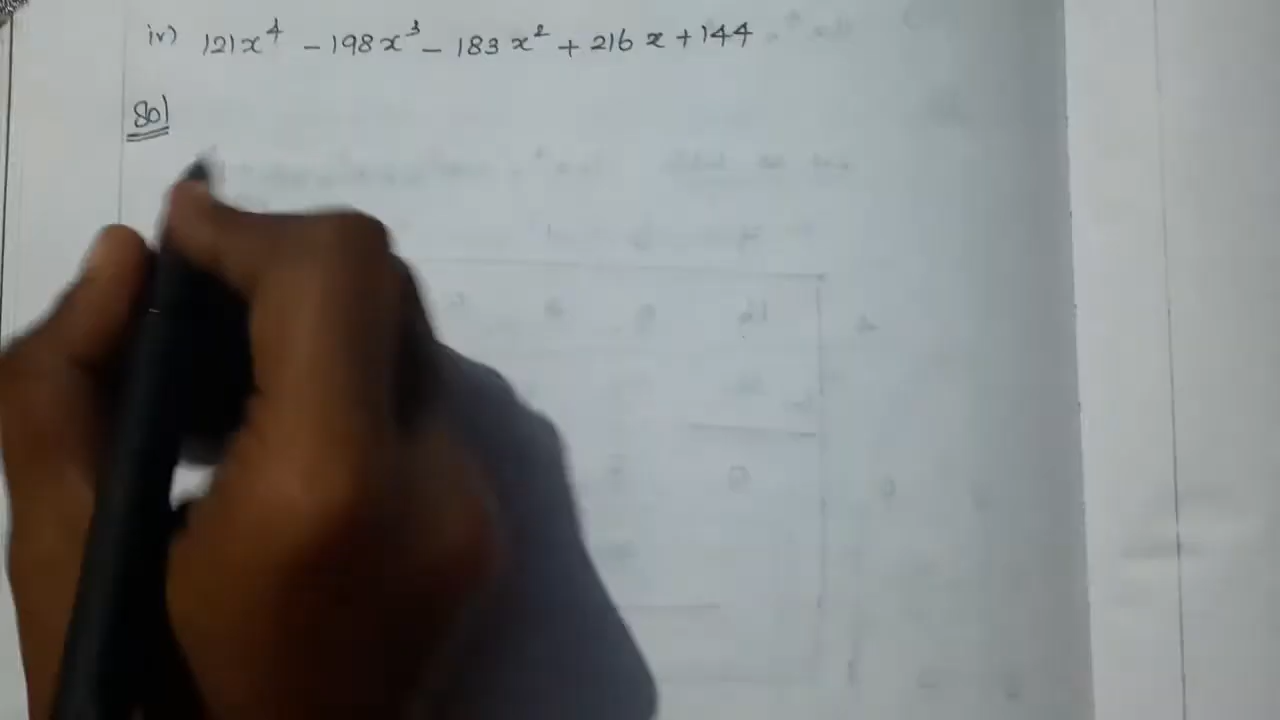 iv) 121x⁴ - 198x³ - 183x² + 216x + 144
Sol